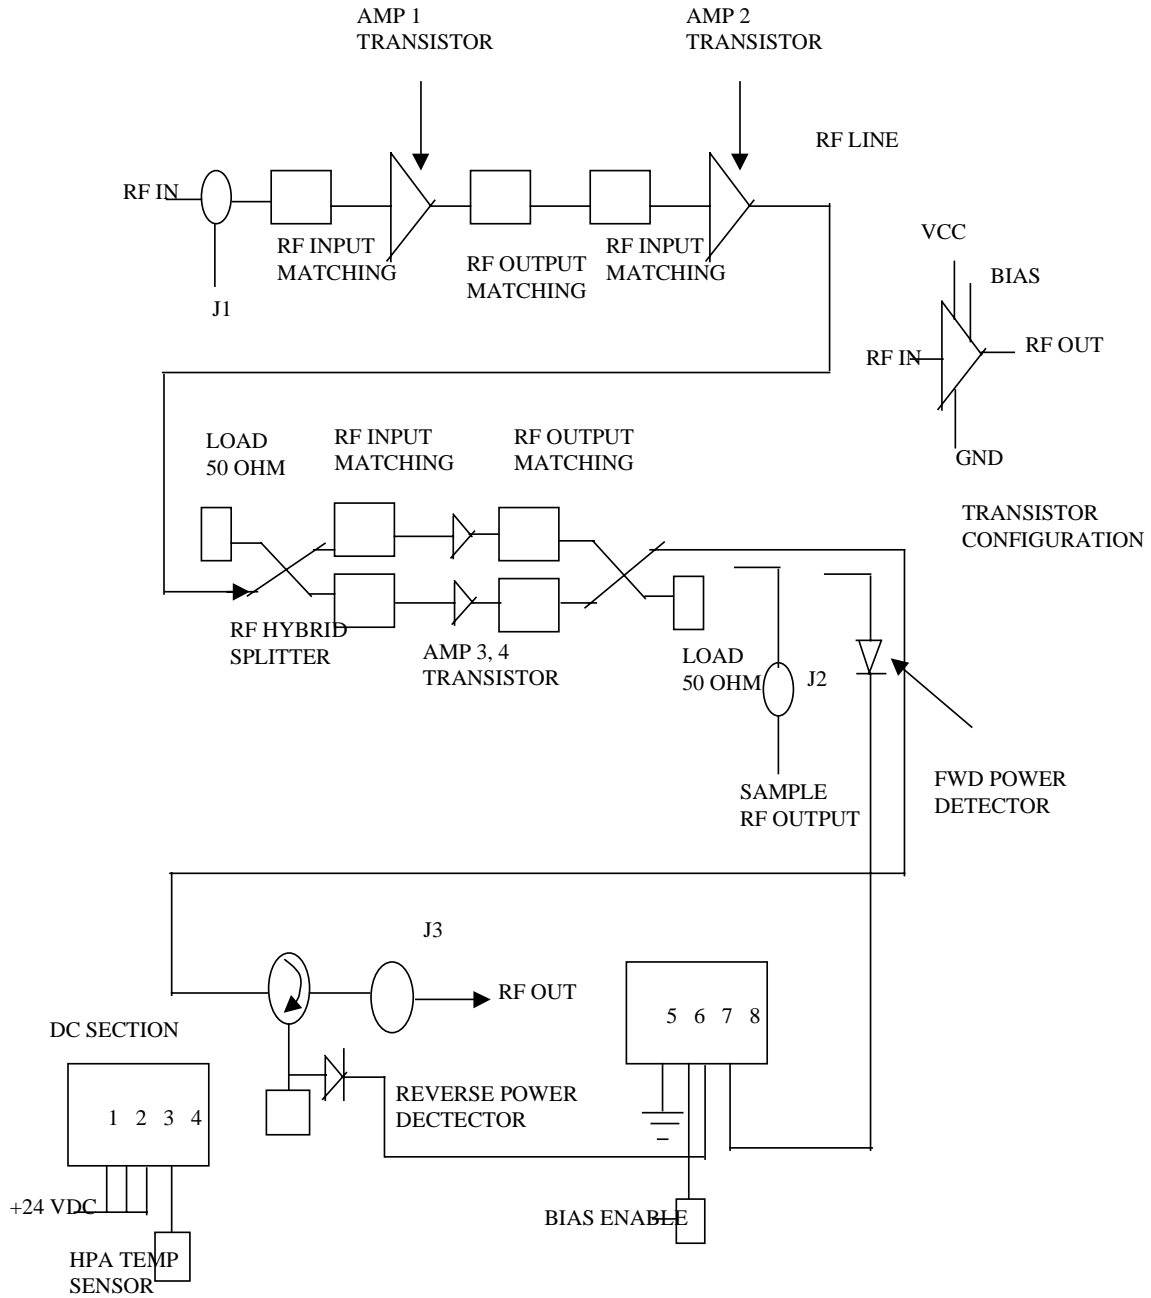 AMP 1
TRANSISTOR
AMP 2
TRANSISTOR
RF LINE
RF IN
RF INPUT
MATCHING
RF OUTPUT
MATCHING
RF INPUT
MATCHING
J1
VCC
BIAS
RF IN
RF OUT
GND
TRANSISTOR
CONFIGURATION
LOAD
50 OHM
RF INPUT
MATCHING
RF OUTPUT
MATCHING
RF HYBRID
SPLITTER
AMP 3, 4
TRANSISTOR
LOAD
50 OHM
J2
SAMPLE
RF OUTPUT
FWD POWER
DETECTOR
J3
RF OUT
DC SECTION
5 6 7 8
1 2 3 4
REVERSE POWER
DECTECTOR
+24 VDC
BIAS ENABLE
HPA TEMP
SENSOR